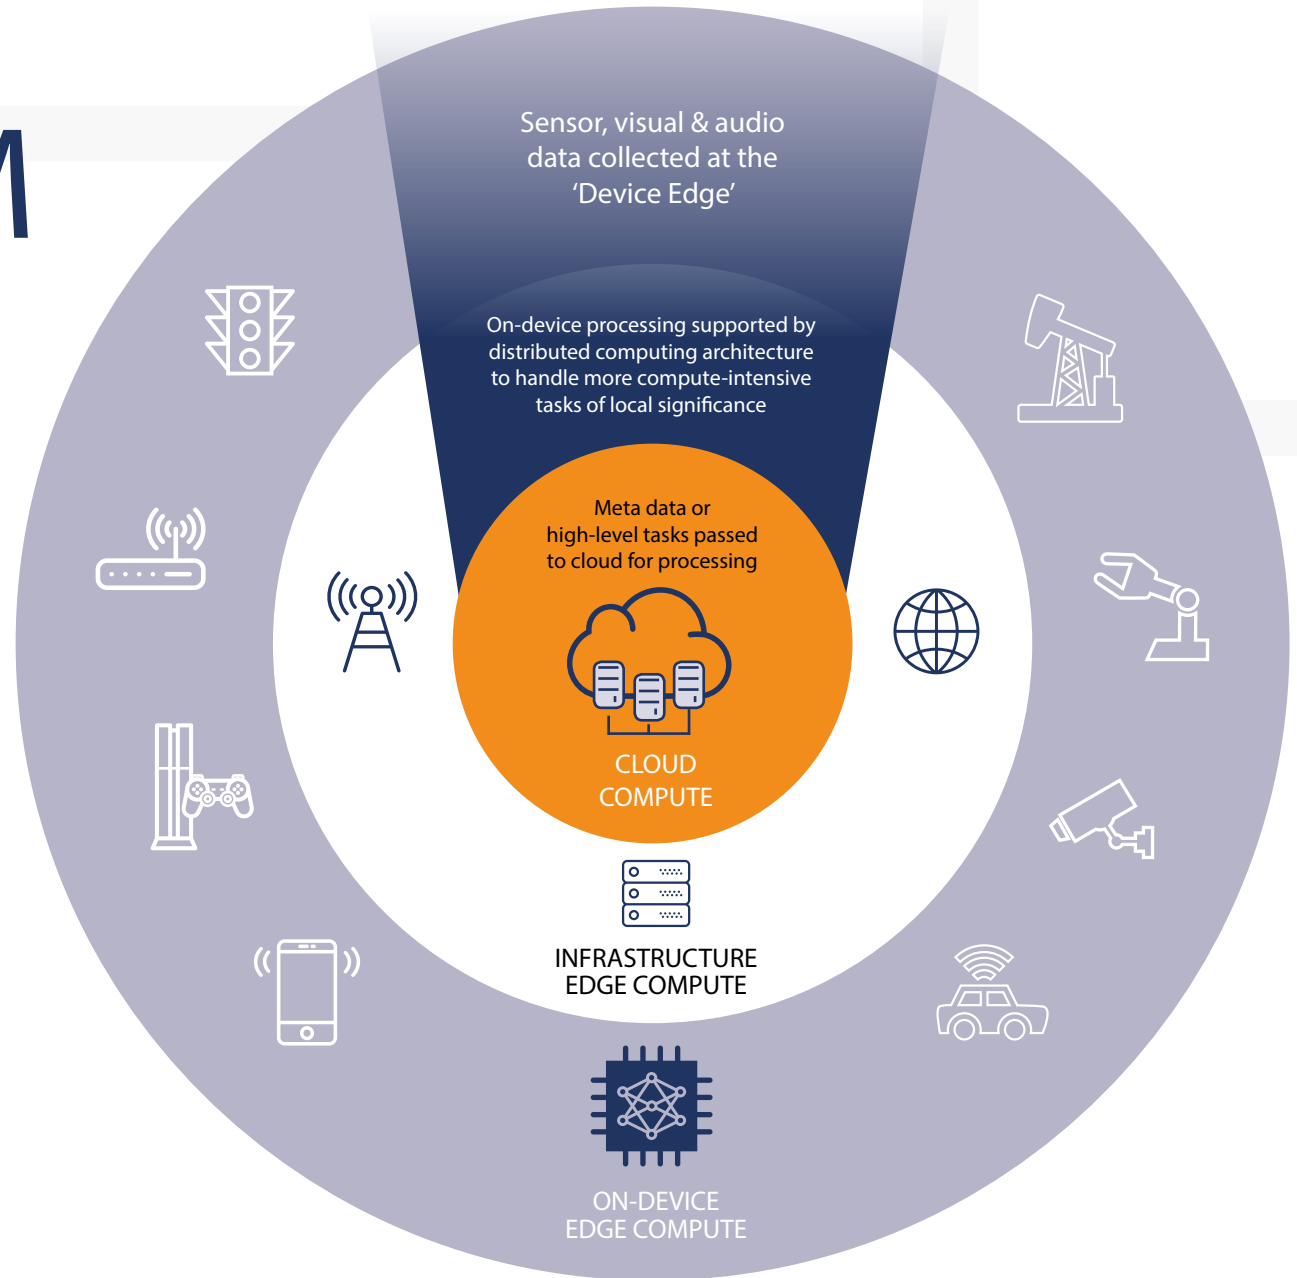 M
Sensor, visual & audio
data collected at the
‘Device Edge’
On-device processing supported by
distributed computing architecture
to handle more compute-intensive
tasks of local significance
Meta data or
high-level tasks passed
to cloud for processing
CLOUD
COMPUTE
INFRASTRUCTURE
EDGE COMPUTE
ON-DEVICE
EDGE COMPUTE